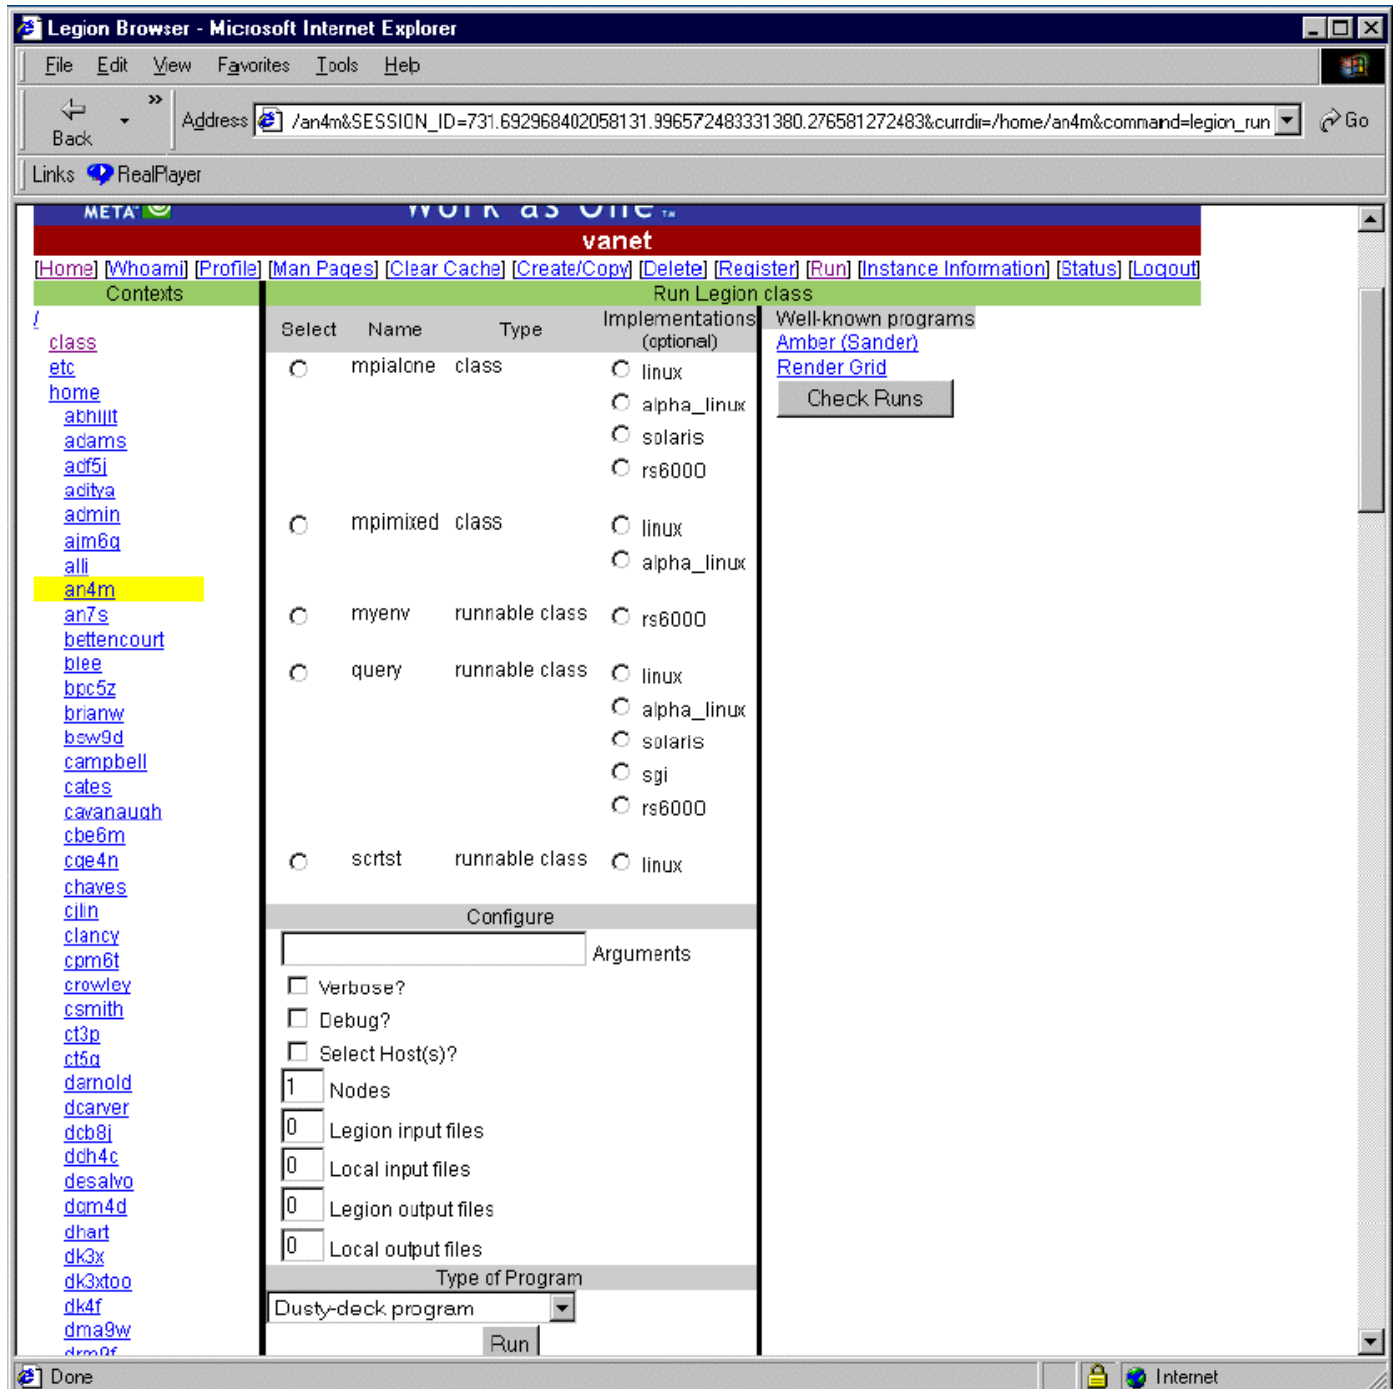 Legion Browser - Microsoft Internet Explorer
File Edit View Favorites Tools Help
Back » Address /an4m&SESSION_ID=731.692968402058131.996572483331380.276581272483&currdir=/home/an4m&command=legion_run Go
Links RealPlayer
META Work as One TM
vanet
[Home] [Whoami] [Profile] [Man Pages] [Clear Cache] [Create/Copy] [Delete] [Register] [Run] [Instance Information] [Status] [Logout]
Contexts
/
class
etc
home
abhijit
adams
adf5j
aditya
admin
ajm6q
alli
an4m
an7s
bettencourt
blee
bpc5z
brianw
bsw9d
campbell
cates
cavanaugh
cbe6m
cge4n
chaves
cjlin
clancy
cpm6t
crowley
csmith
ct3p
ct5q
darnold
dcarver
dcb8j
ddh4c
desalvo
dgm4d
dhart
dk3x
dk3xtoo
dk4f
dma9w
drm9f
Run Legion class
Select Name Type Implementations (optional)
mpialone class linux
alpha_linux
solaris
rs6000
mpimixed class linux
alpha_linux
myenv runnable class rs6000
query runnable class linux
alpha_linux
solaris
sgi
rs6000
scrtst runnable class linux
Configure
Arguments
Verbose?
Debug?
Select Host(s)?
1 Nodes
0 Legion input files
0 Local input files
0 Legion output files
0 Local output files
Type of Program
Dusty-deck program
Run
Well-known programs
Amber (Sander)
Render Grid
Check Runs
Done Internet